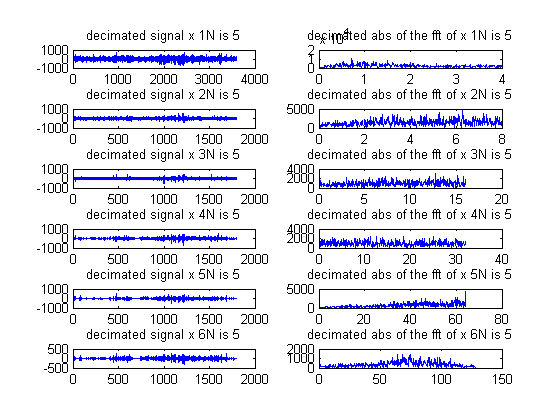 decimated signal x 1N is 5
decimated abs of the fft of x 1N is 5
1000
0
-1000
0 1000 2000 3000 4000
2
1
0
0 1 2 3 4
decimated signal x 2N is 5
decimated abs of the fft of x 2N is 5
1000
0
-1000
0 500 1000 1500 2000
5000
0
0 2 4 6 8
decimated signal x 3N is 5
decimated abs of the fft of x 3N is 5
1000
0
-1000
0 500 1000 1500 2000
4000
2000
0
0 5 10 15 20
decimated signal x 4N is 5
decimated abs of the fft of x 4N is 5
1000
0
-1000
0 500 1000 1500 2000
4000
2000
0
0 10 20 30 40
decimated signal x 5N is 5
decimated abs of the fft of x 5N is 5
1000
0
-1000
0 500 1000 1500 2000
5000
0
0 20 40 60 80
decimated signal x 6N is 5
decimated abs of the fft of x 6N is 5
500
0
-500
0 500 1000 1500 2000
2000
1000
0
0 50 100 150